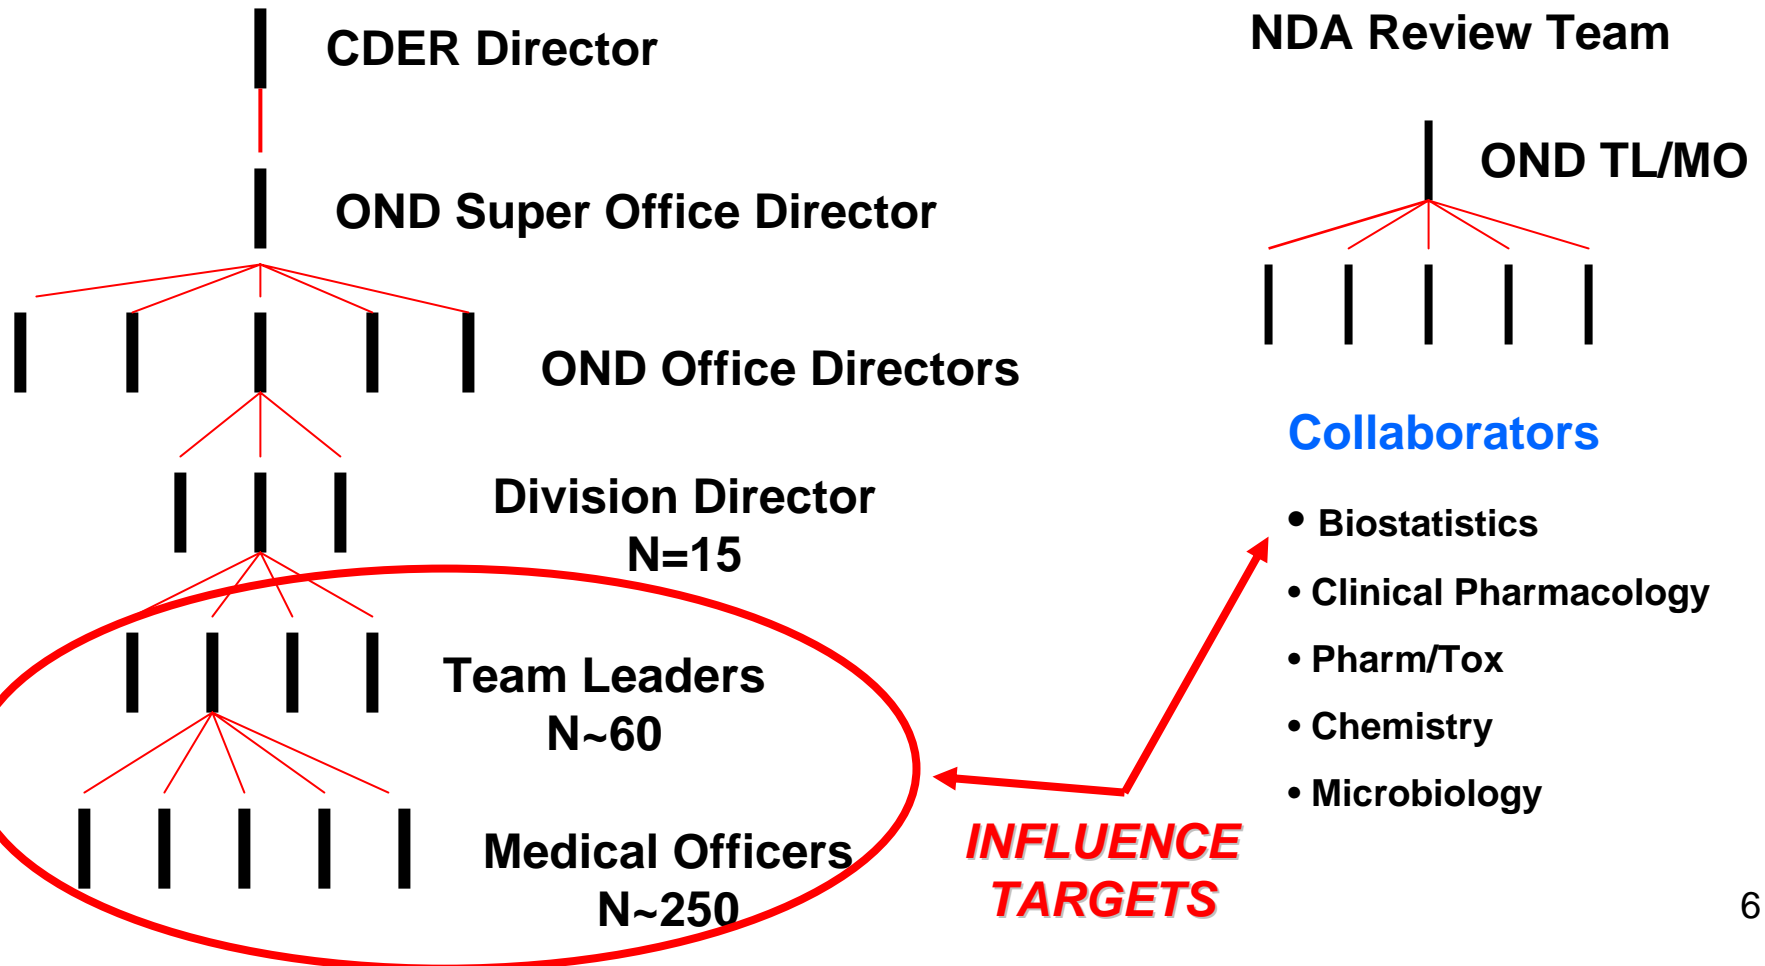 CDER Director
OND Super Office Director
OND Office Directors
Division Director
N=15
Team Leaders
N~60
Medical Officers
N~250
NDA Review Team
OND TL/MO
Collaborators
• Biostatistics
• Clinical Pharmacology
• Pharm/Tox
• Chemistry
• Microbiology
INFLUENCE
TARGETS
6